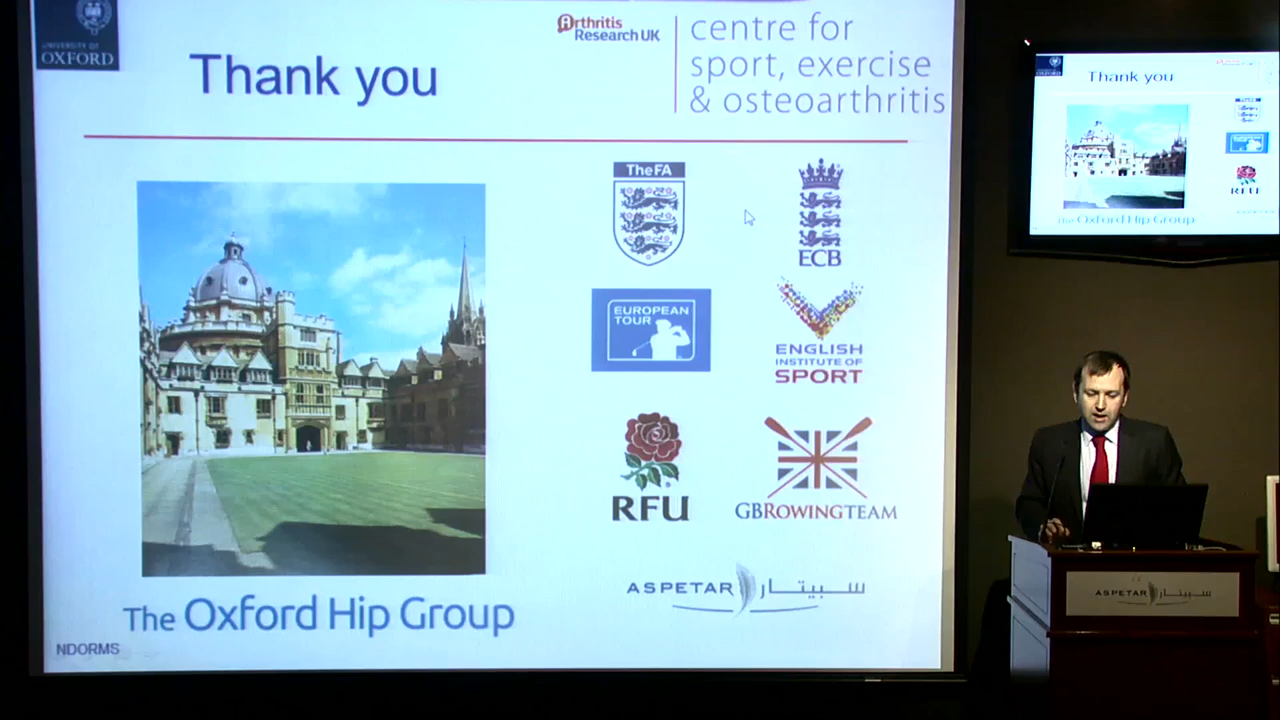 UNIVERSITY OF
OXFORD
Thank you
Arthritis
Research UK
centre for
sport, exercise
& osteoarthritis
TheFA
ECB
EUROPEAN
TOUR
ENGLISH
INSTITUTE OF
SPORT
RFU
GBROWINGTEAM
ASPETAR سبيتار
The Oxford Hip Group
NDORMS
Thank you
RFU
The Oxford Hip Group
ASPETAR سبيتار